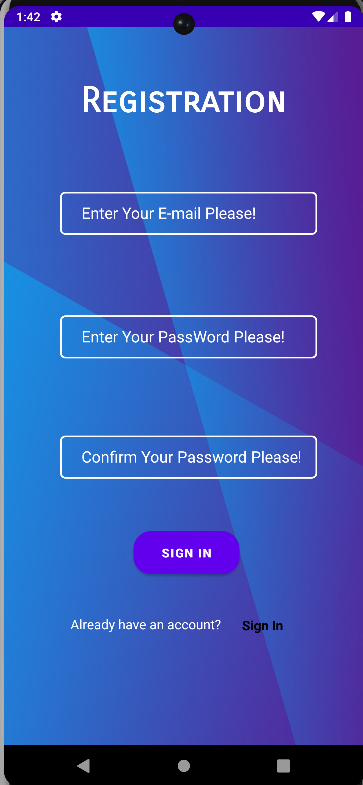 1:42
Registration
Enter Your E-mail Please!
Enter Your PassWord Please!
Confirm Your Password Please!
SIGN IN
Already have an account? Sign In